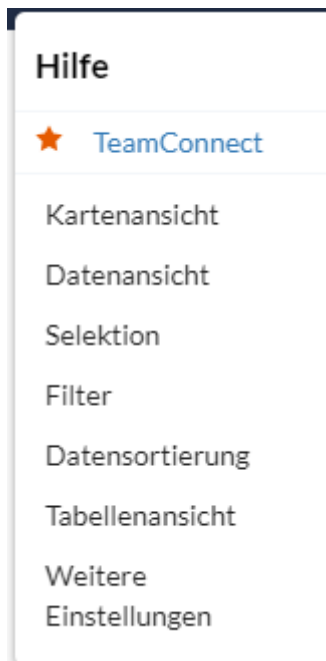 Hilfe
TeamConnect
Kartenansicht
Datenansicht
Selektion
Filter
Datensortierung
Tabellenansicht
Weitere
Einstellungen